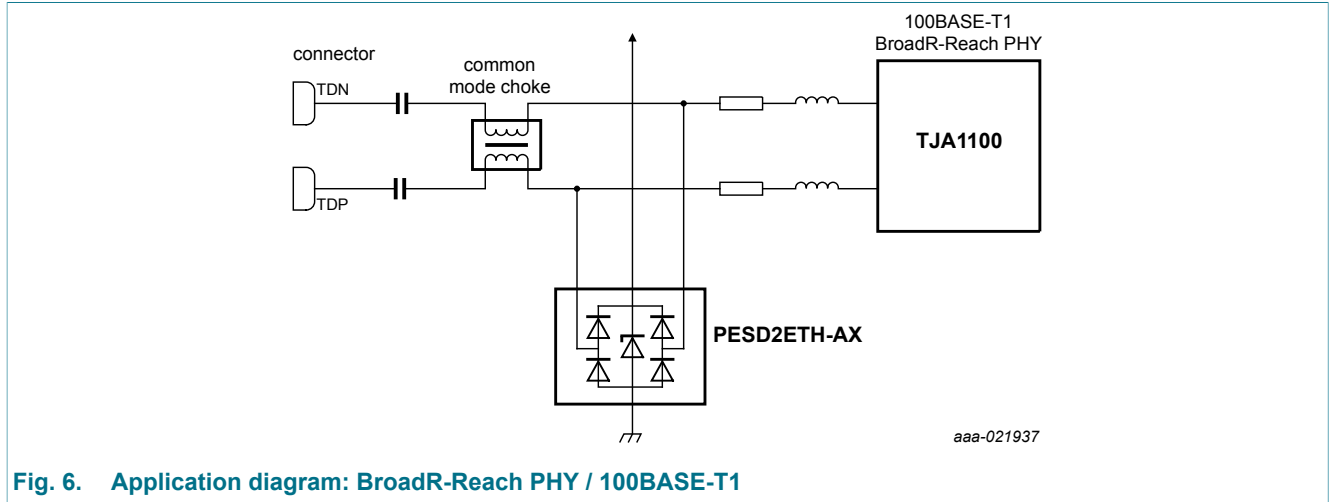 100BASE-T1
BroadR-Reach PHY
connector
common
mode choke
TDN
TJA1100
TDP
PESD2ETH-AX
aaa-021937
Fig. 6. Application diagram: BroadR-Reach PHY / 100BASE-T1